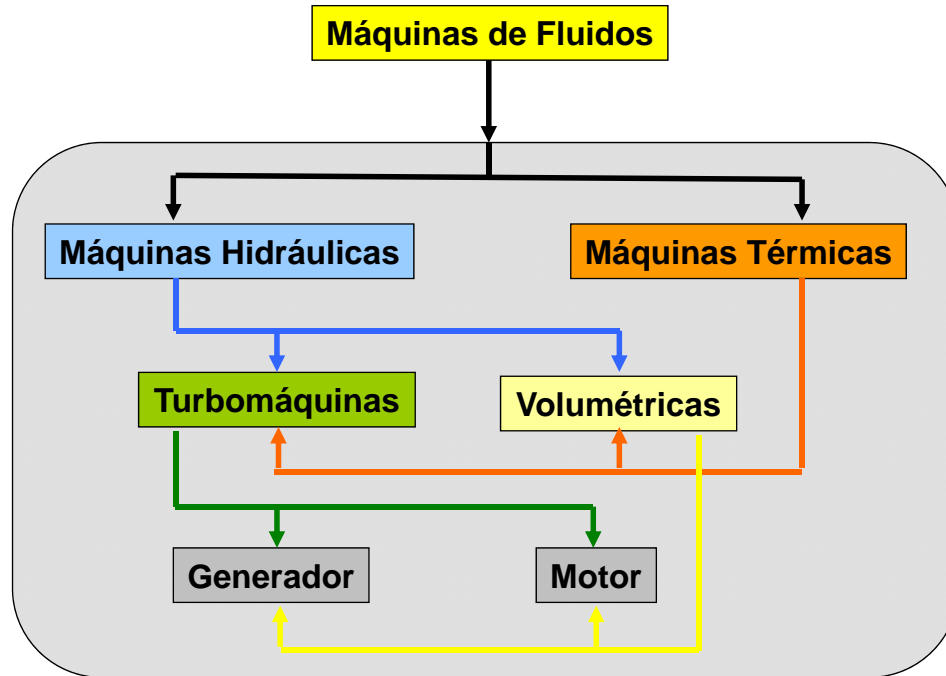 Máquinas de Fluidos
Máquinas Hidráulicas
Máquinas Térmicas
Turbomáquinas
Volumétricas
Generador
Motor